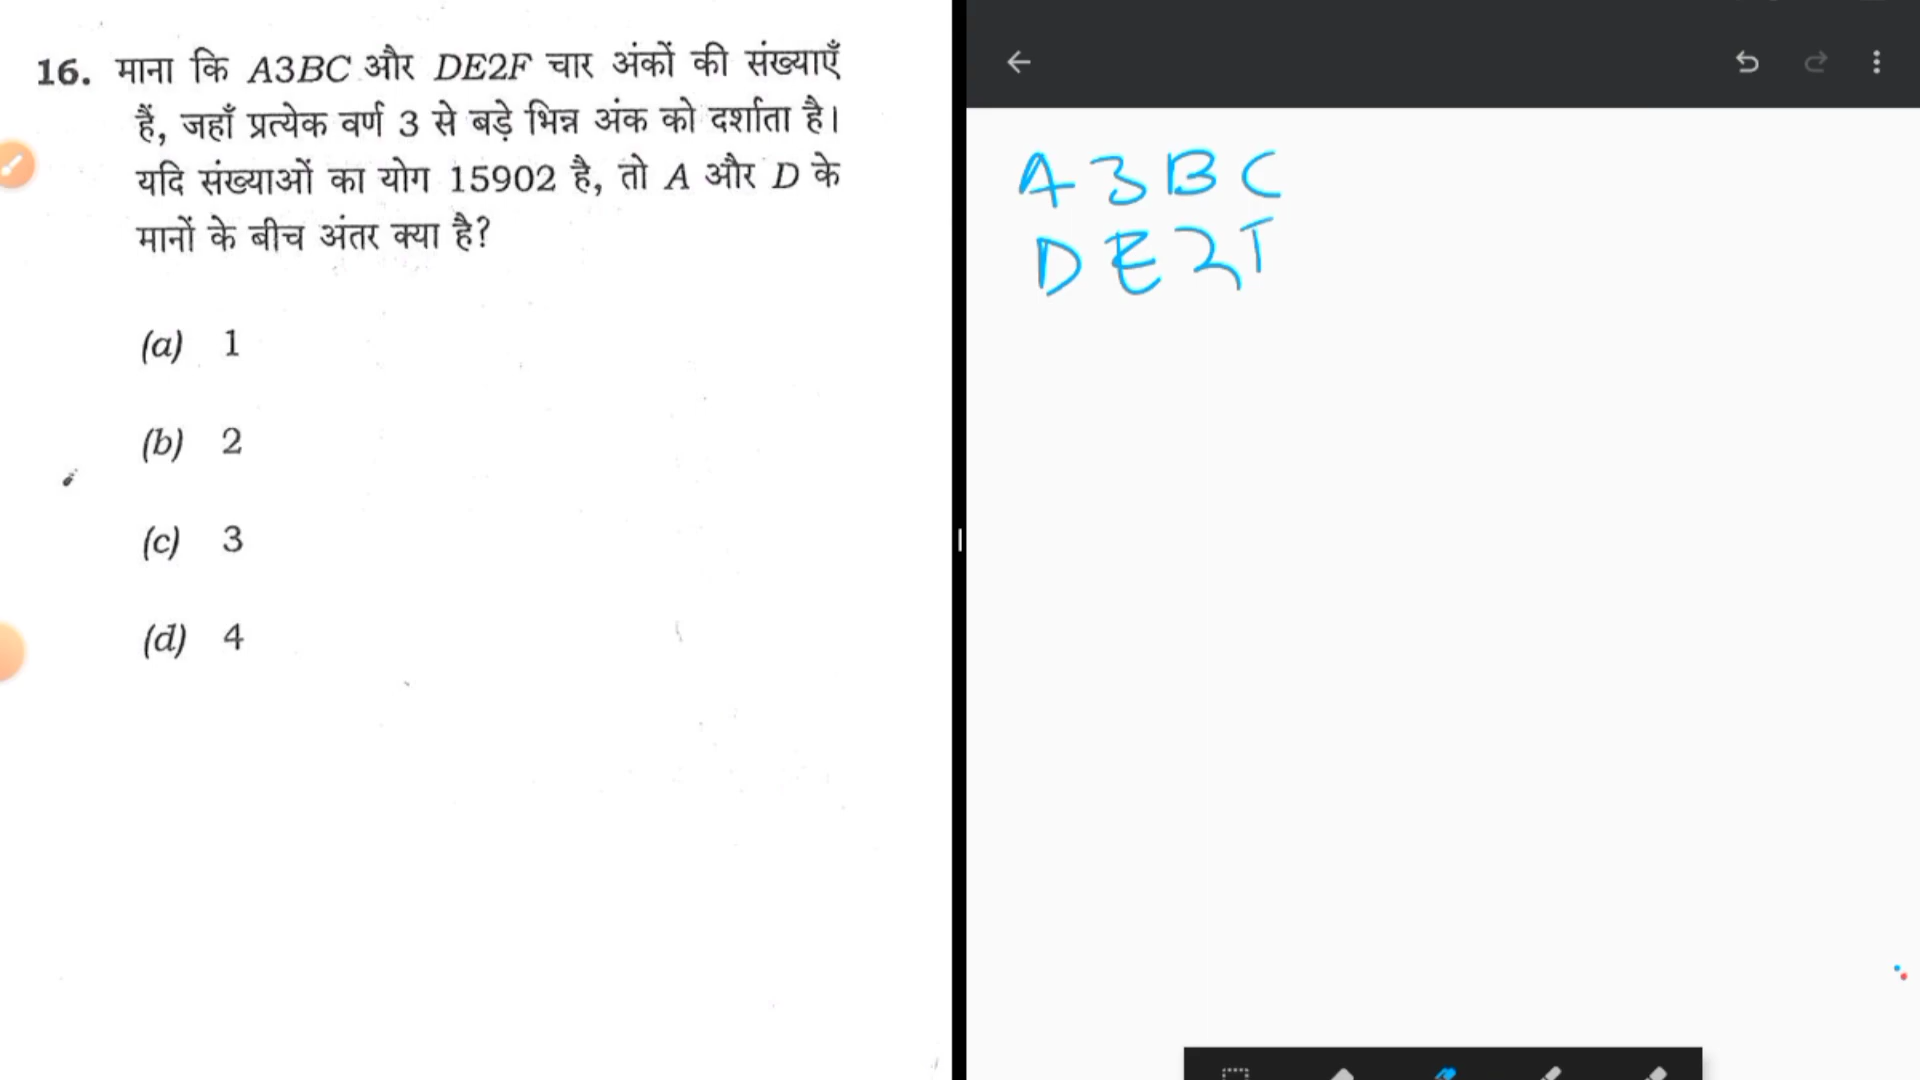 16. माना कि A3BC और DE2F चार अंकों की संख्याएँ
हैं, जहाँ प्रत्येक वर्ण 3 से बड़े भिन्न अंक को दर्शाता है।
यदि संख्याओं का योग 15902 है, तो A और D के
मानों के बीच अंतर क्या है?
(a) 1
(b) 2
(c) 3
(d) 4
A 3 B C
D E 2 F